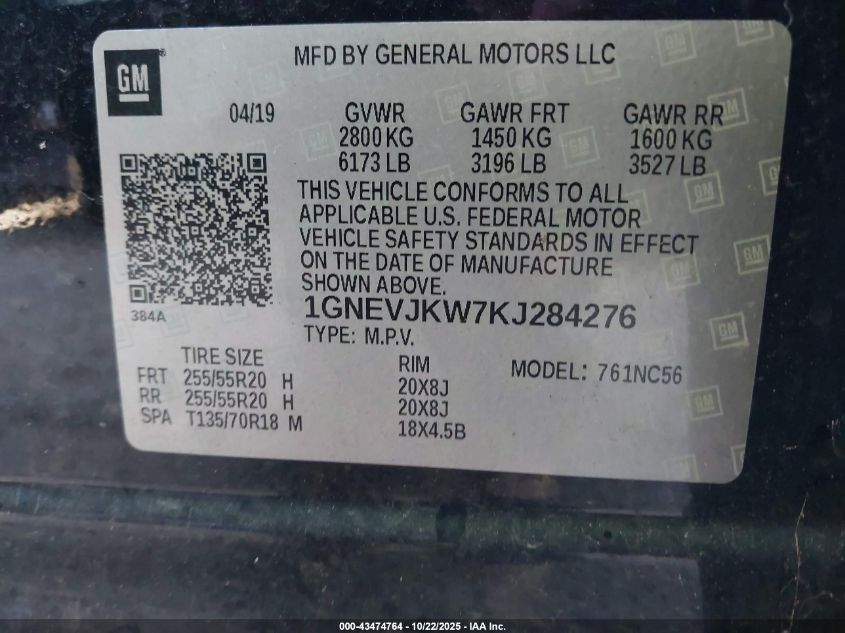 GM®
MFD BY GENERAL MOTORS LLC
04/19 GVWR GAWR FRT GAWR RR
2800 KG 1450 KG 1600 KG
6173 LB 3196 LB 3527 LB
THIS VEHICLE CONFORMS TO ALL
APPLICABLE U.S. FEDERAL MOTOR
VEHICLE SAFETY STANDARDS IN EFFECT
ON THE DATE OF MANUFACTURE
SHOWN ABOVE.
384A
1GNEVJKW7KJ284276
TYPE: M.P.V.
TIRE SIZE RIM MODEL: 761NC56
FRT 255/55R20 H 20X8J
RR 255/55R20 H 20X8J
SPA T135/70R18 M 18X4.5B
000-43474764 - 10/22/2025 - IAA Inc.